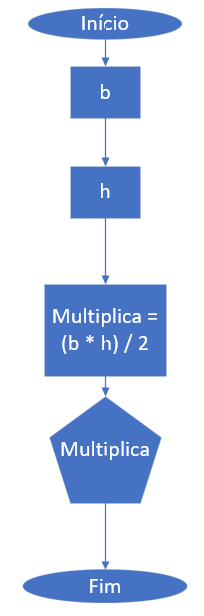 Início
b
h
Multiplica =
(b * h) / 2
Multiplica
Fim